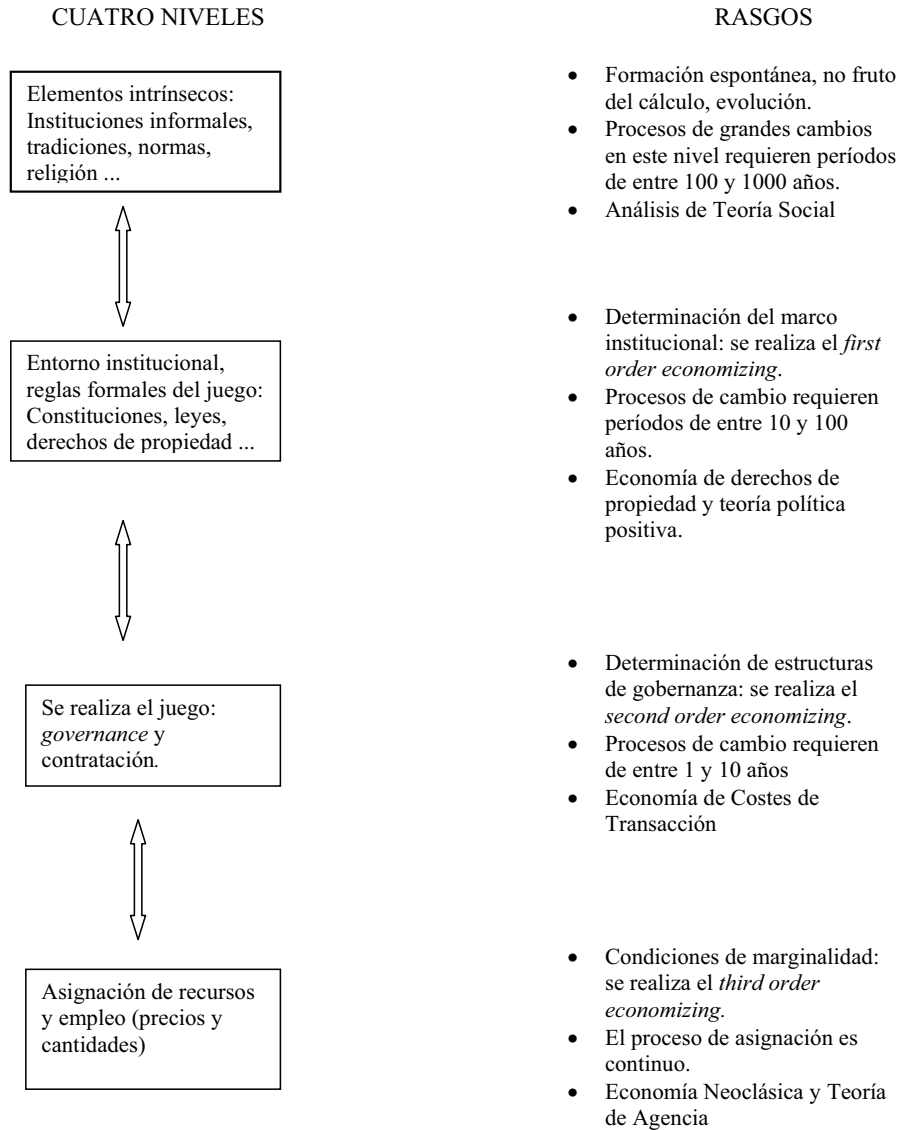 CUATRO NIVELES
RASGOS
Elementos intrínsecos:
Instituciones informales,
tradiciones, normas,
religión ...
• Formación espontánea, no fruto
del cálculo, evolución.
• Procesos de grandes cambios
en este nivel requieren períodos
de entre 100 y 1000 años.
• Análisis de Teoría Social
Entorno institucional,
reglas formales del juego:
Constituciones, leyes,
derechos de propiedad ...
• Determinación del marco
institucional: se realiza el first
order economizing.
• Procesos de cambio requieren
períodos de entre 10 y 100
años.
• Economía de derechos de
propiedad y teoría política
positiva.
Se realiza el juego:
governance y
contratación.
• Determinación de estructuras
de gobernanza: se realiza el
second order economizing.
• Procesos de cambio requieren
de entre 1 y 10 años
• Economía de Costes de
Transacción
Asignación de recursos
y empleo (precios y
cantidades)
• Condiciones de marginalidad:
se realiza el third order
economizing.
• El proceso de asignación es
continuo.
• Economía Neoclásica y Teoría
de Agencia